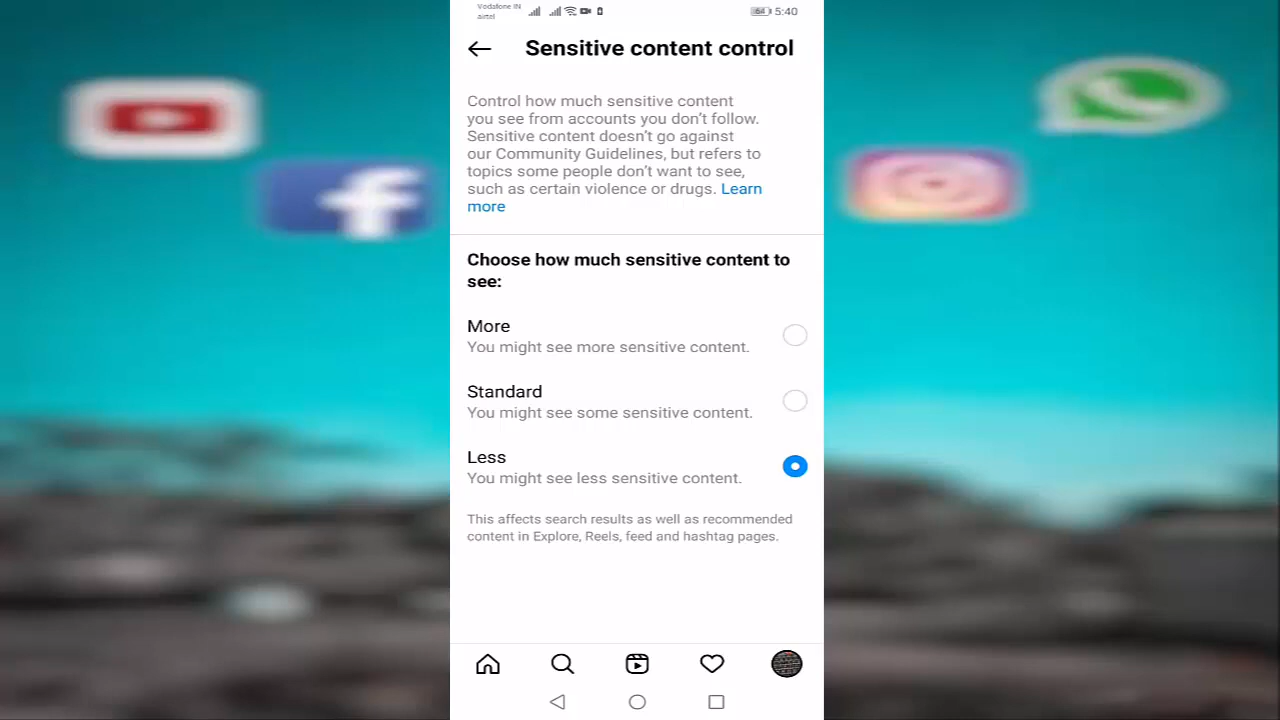 Vodafone IN
airtel
64
5:40
Sensitive content control
Control how much sensitive content
you see from accounts you don't follow.
Sensitive content doesn't go against
our Community Guidelines, but refers to
topics some people don't want to see,
such as certain violence or drugs. Learn
more
Choose how much sensitive content to
see:
More
You might see more sensitive content.
Standard
You might see some sensitive content.
Less
You might see less sensitive content.
This affects search results as well as recommended
content in Explore, Reels, feed and hashtag pages.